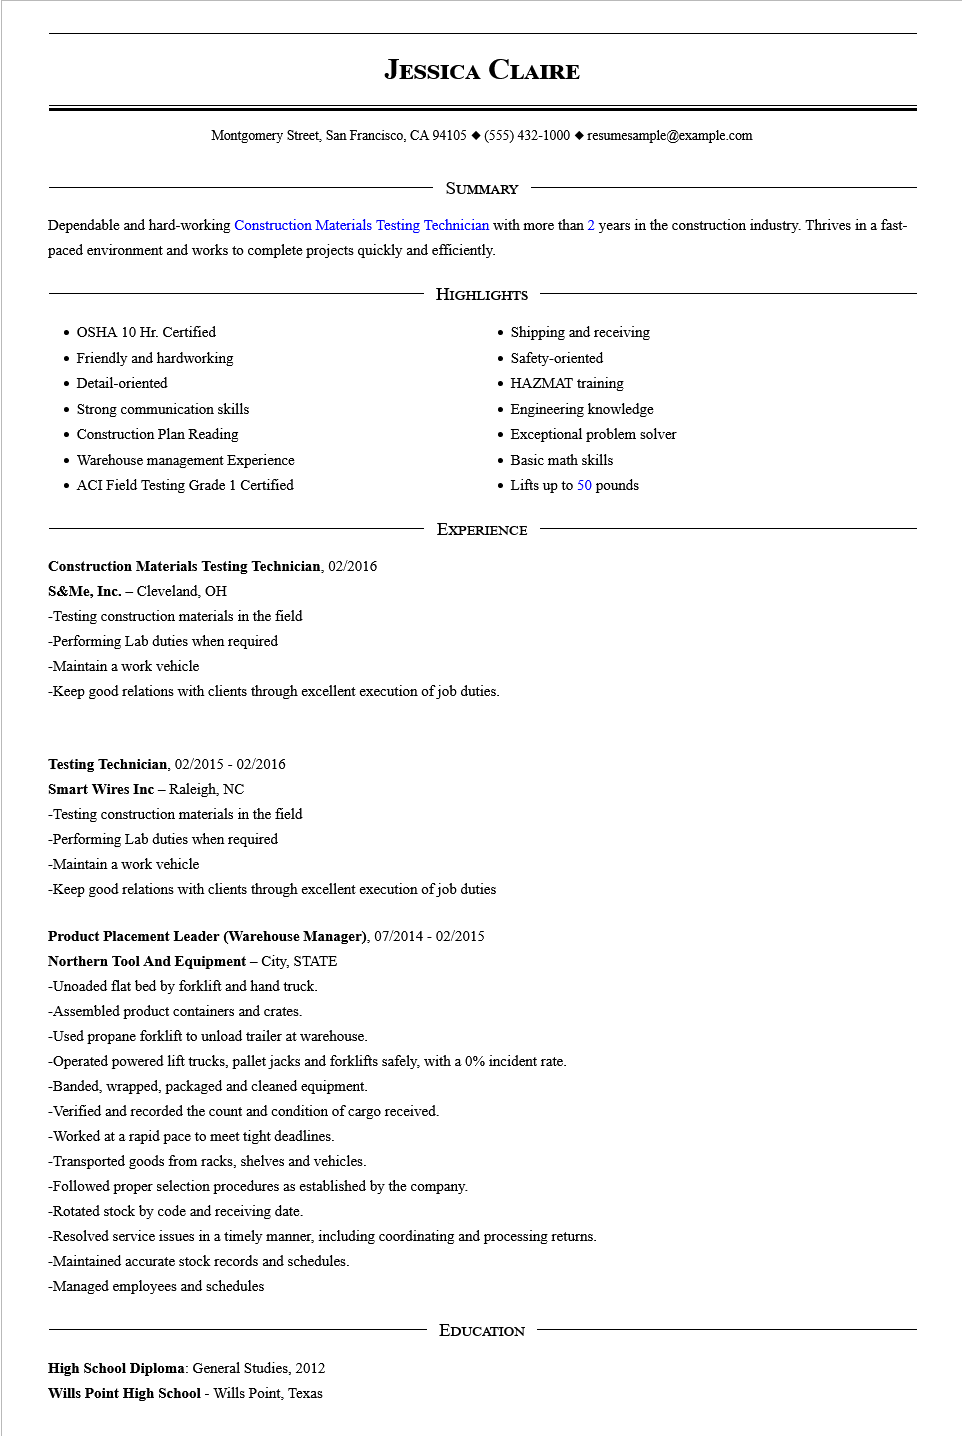 Jessica Claire
Montgomery Street, San Francisco, CA 94105 ◆ (555) 432-1000 ◆ resumesample@example.com
Summary
Dependable and hard-working Construction Materials Testing Technician with more than 2 years in the construction industry. Thrives in a fast-
paced environment and works to complete projects quickly and efficiently.
Highlights
• OSHA 10 Hr. Certified
• Friendly and hardworking
• Detail-oriented
• Strong communication skills
• Construction Plan Reading
• Warehouse management Experience
• ACI Field Testing Grade 1 Certified
• Shipping and receiving
• Safety-oriented
• HAZMAT training
• Engineering knowledge
• Exceptional problem solver
• Basic math skills
• Lifts up to 50 pounds
Experience
Construction Materials Testing Technician, 02/2016
S&Me, Inc. – Cleveland, OH
-Testing construction materials in the field
-Performing Lab duties when required
-Maintain a work vehicle
-Keep good relations with clients through excellent execution of job duties.
Testing Technician, 02/2015 - 02/2016
Smart Wires Inc – Raleigh, NC
-Testing construction materials in the field
-Performing Lab duties when required
-Maintain a work vehicle
-Keep good relations with clients through excellent execution of job duties
Product Placement Leader (Warehouse Manager), 07/2014 - 02/2015
Northern Tool And Equipment – City, STATE
-Unoaded flat bed by forklift and hand truck.
-Assembled product containers and crates.
-Used propane forklift to unload trailer at warehouse.
-Operated powered lift trucks, pallet jacks and forklifts safely, with a 0% incident rate.
-Banded, wrapped, packaged and cleaned equipment.
-Verified and recorded the count and condition of cargo received.
-Worked at a rapid pace to meet tight deadlines.
-Transported goods from racks, shelves and vehicles.
-Followed proper selection procedures as established by the company.
-Rotated stock by code and receiving date.
-Resolved service issues in a timely manner, including coordinating and processing returns.
-Maintained accurate stock records and schedules.
-Managed employees and schedules
Education
High School Diploma: General Studies, 2012
Wills Point High School - Wills Point, Texas